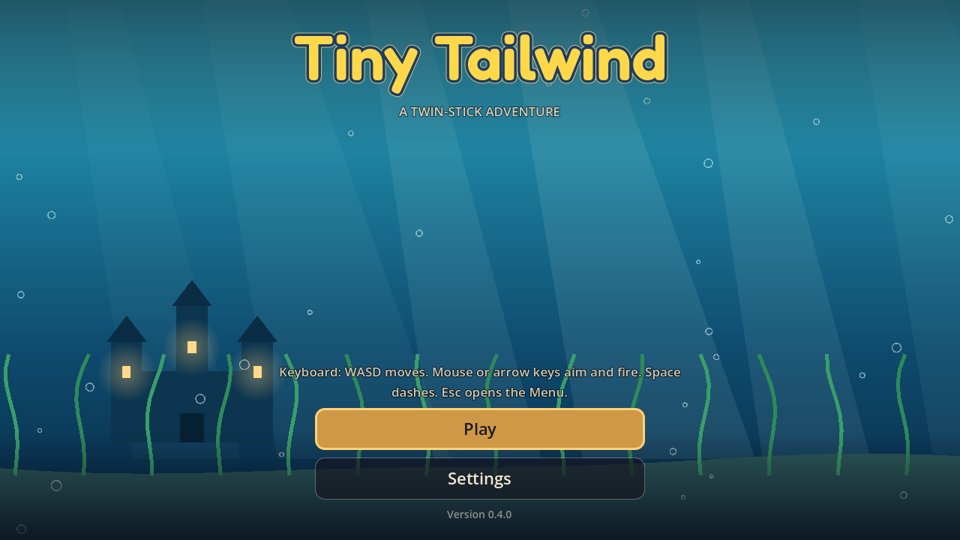 Tiny Tailwind
A TWIN-STICK ADVENTURE
Keyboard: WASD moves. Mouse or arrow keys aim and fire. Space
dashes. Esc opens the Menu.
Play
Settings
Version 0.4.0